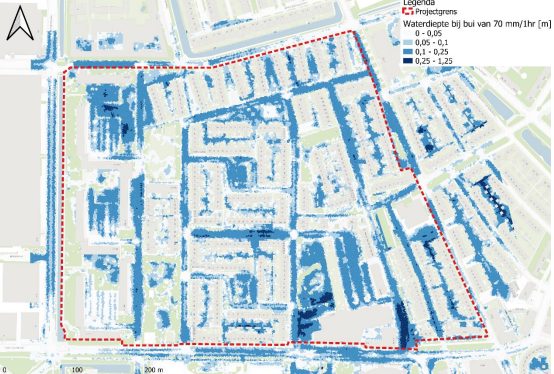 Legenda
Projectgrens
Waterdiepte bij bui van 70 mm/1hr [m]
0 - 0,05
0,05 - 0,1
0,1 - 0,25
0,25 - 1,25
0 100 200 m